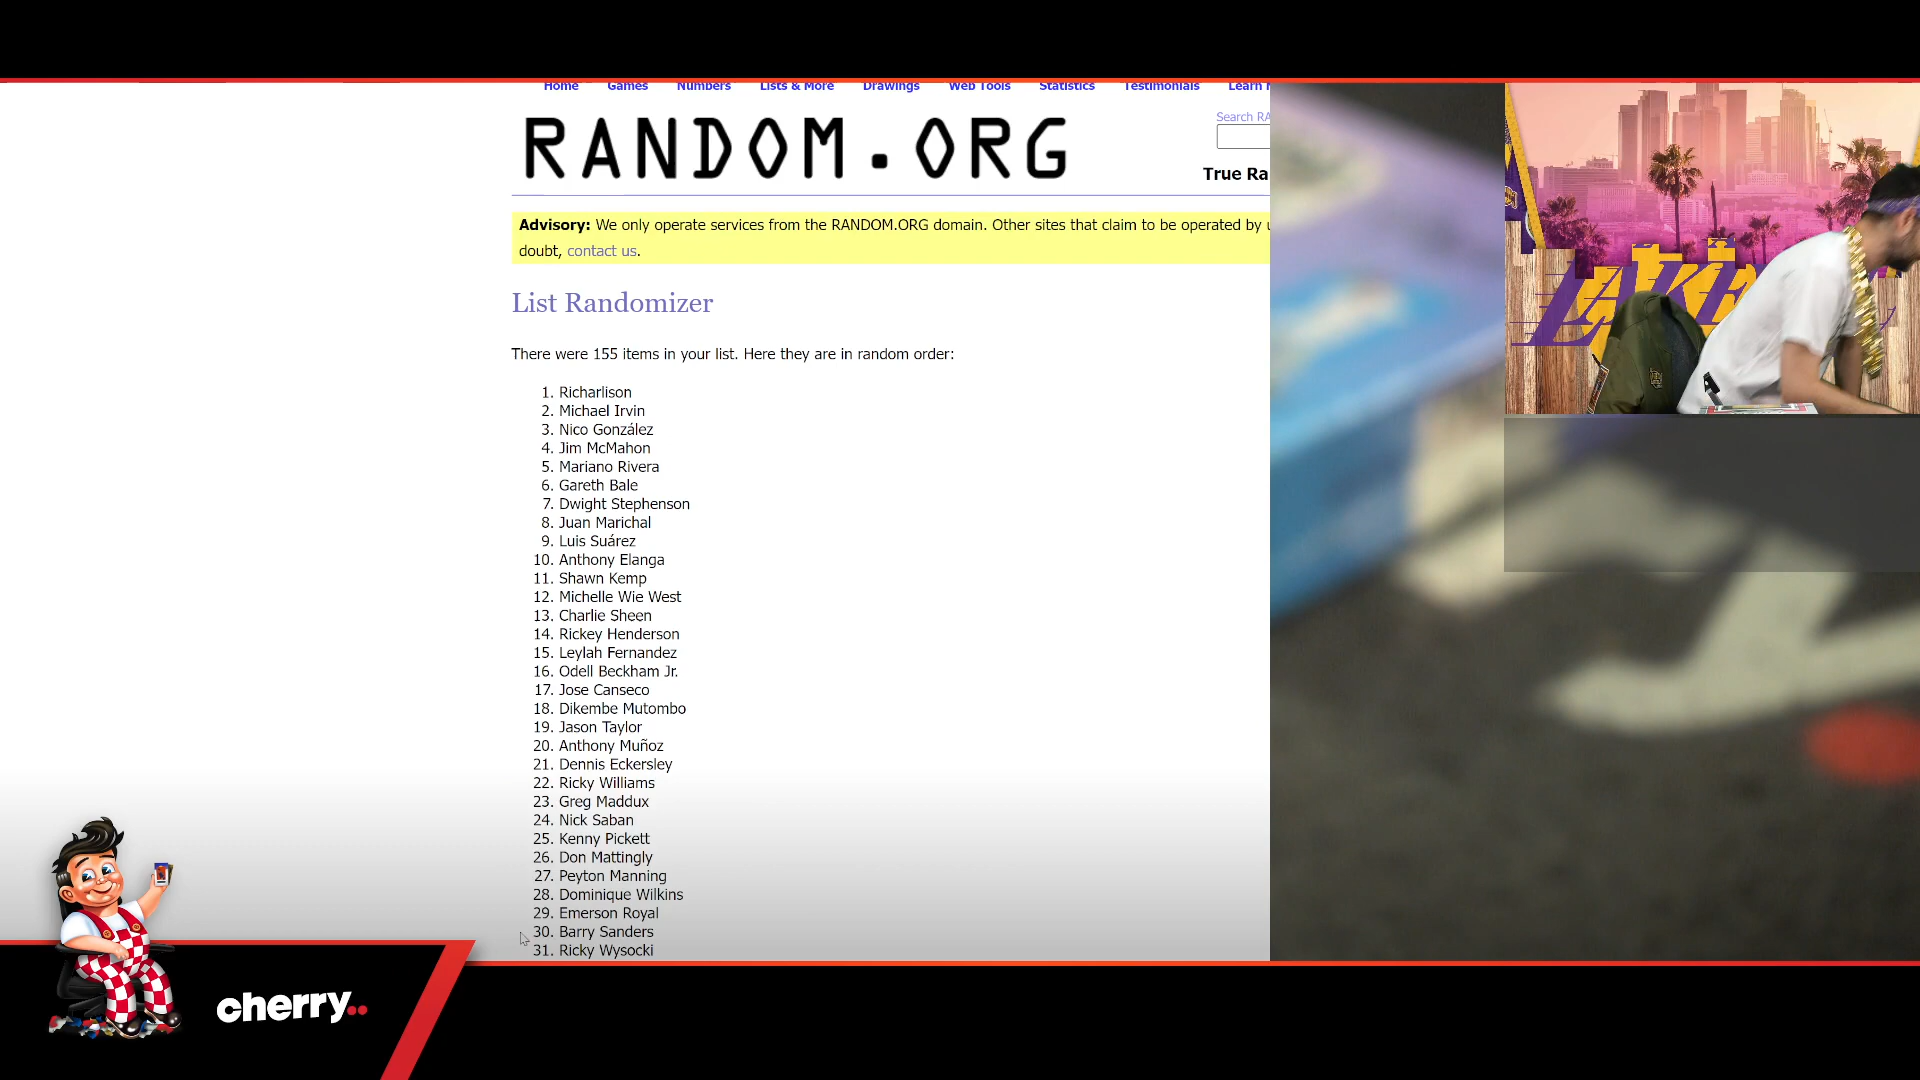 Home Games Numbers Lists & More Drawings Web Tools Statistics Testimonials Learn
RANDOM.ORG
Search RA
True Ra
Advisory: We only operate services from the RANDOM.ORG domain. Other sites that claim to be operated by
doubt, contact us.
List Randomizer
There were 155 items in your list. Here they are in random order:
1. Richarlison
2. Michael Irvin
3. Nico González
4. Jim McMahon
5. Mariano Rivera
6. Gareth Bale
7. Dwight Stephenson
8. Juan Marichal
9. Luis Suárez
10. Anthony Elanga
11. Shawn Kemp
12. Michelle Wie West
13. Charlie Sheen
14. Rickey Henderson
15. Leylah Fernandez
16. Odell Beckham Jr.
17. Jose Canseco
18. Dikembe Mutombo
19. Jason Taylor
20. Anthony Muñoz
21. Dennis Eckersley
22. Ricky Williams
23. Greg Maddux
24. Nick Saban
25. Kenny Pickett
26. Don Mattingly
27. Peyton Manning
28. Dominique Wilkins
29. Emerson Royal
30. Barry Sanders
31. Ricky Wysocki
LAKE
cherry..